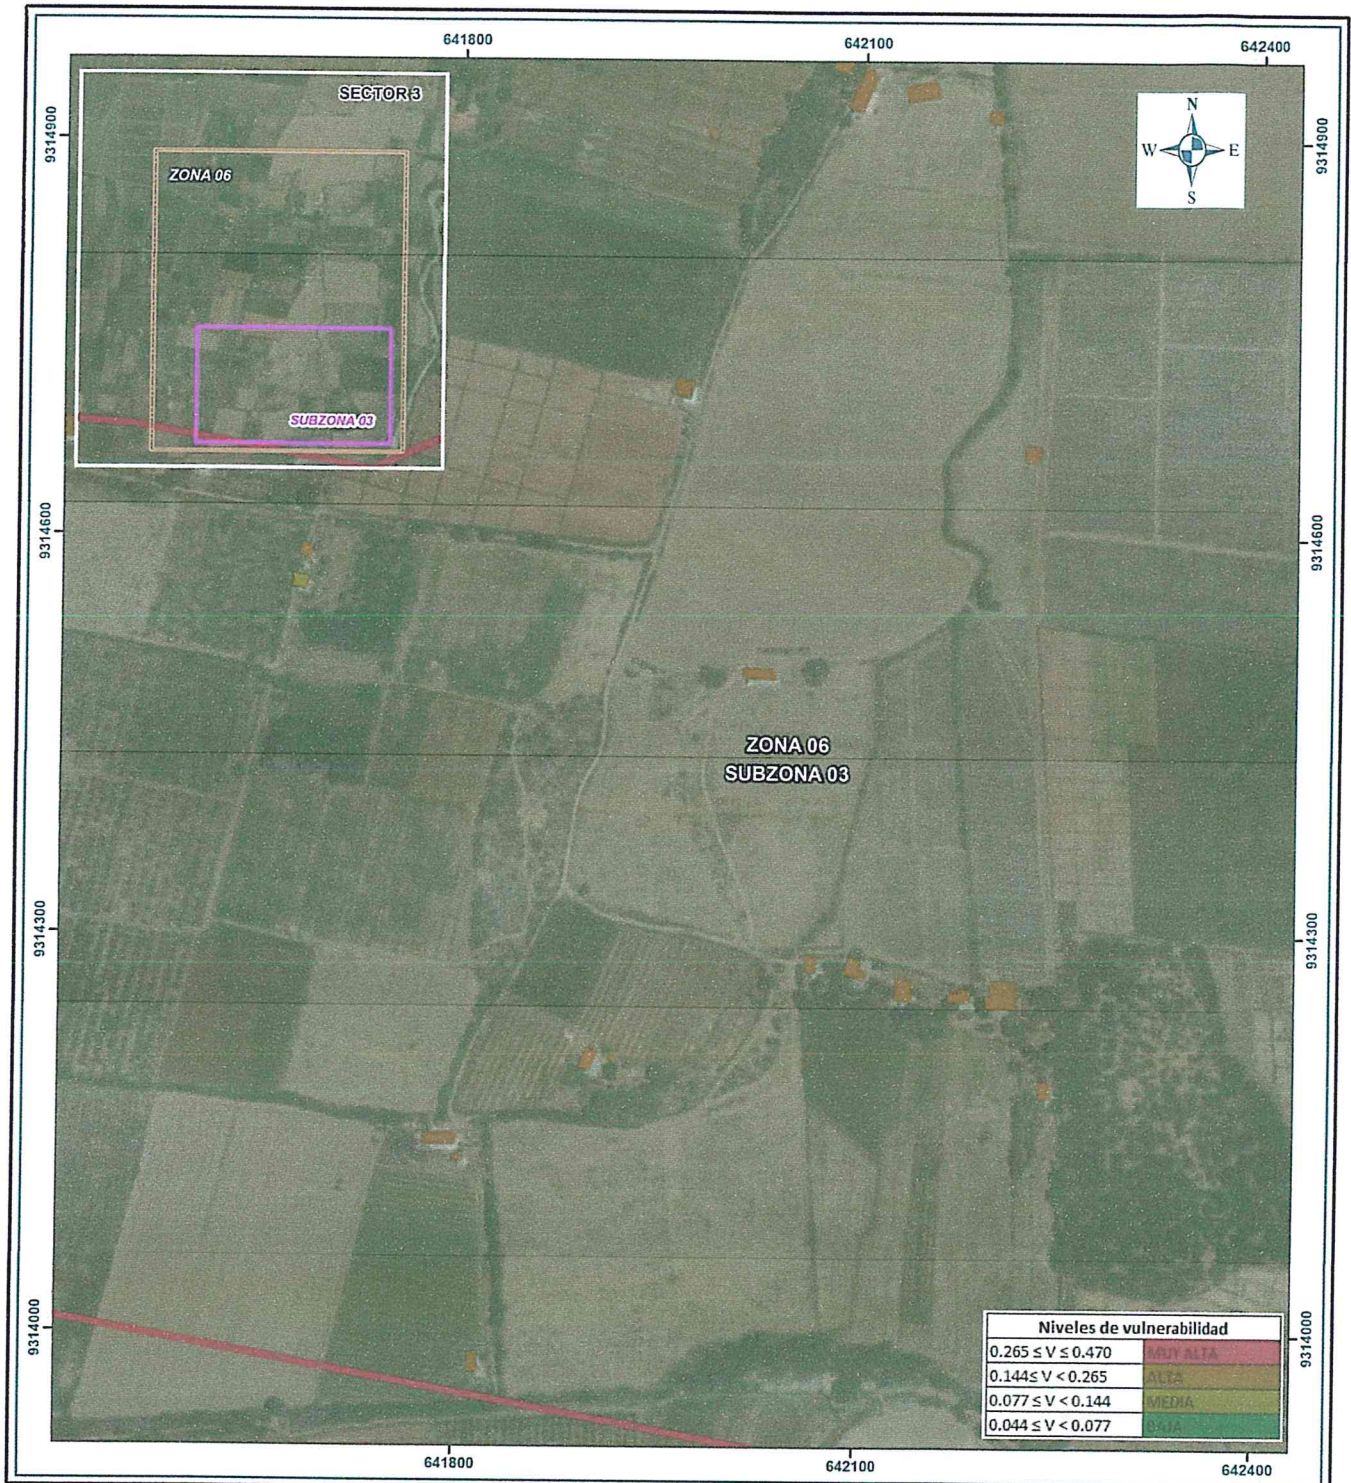 641800
642100
642400
SECTOR 3
ZONA 06
SUBZONA 03
N
W
E
S
9314900
9314900
9314600
9314600
ZONA 06
SUBZONA 03
9314300
9314300
9314000
9314000
Niveles de vulnerabilidad
0.265 ≤ V ≤ 0.470 MUY ALTA
0.144≤ V < 0.265 ALTA
0.077 ≤ V < 0.144 MEDIA
0.044 ≤ V < 0.077 BAJA
641800
642100
642400